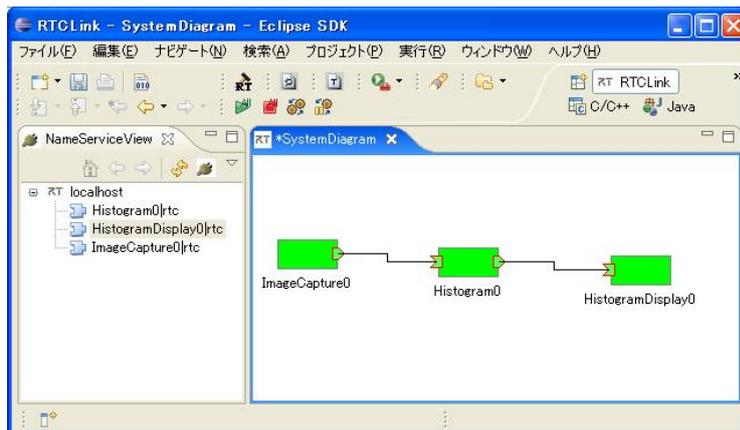 RTCLink - SystemDiagram - Eclipse SDK
ファイル(F) 編集(E) ナビゲート(N) 検索(A) プロジェクト(P) 実行(R) ウィンドウ(W) ヘルプ(H)
010 RT T RT RTCLink »
C/C++ Java
NameServiceView RT *SystemDiagram
RT localhost
Histogram0|rtc
HistogramDisplay0|rtc
ImageCapture0|rtc
ImageCapture0
Histogram0
HistogramDisplay0